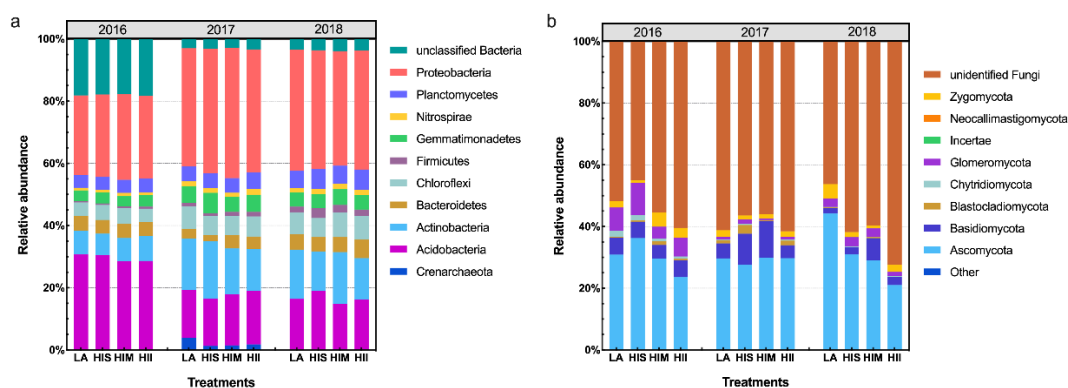 a
2016 2017 2018
100%
80%
60%
40%
20%
0%
Relative abundance
LA HIS HIM HII LA HIS HIM HII LA HIS HIM HII
Treatments
unclassified Bacteria
Proteobacteria
Planctomycetes
Nitrospirae
Gemmatimonadetes
Firmicutes
Chloroflexi
Bacteroidetes
Actinobacteria
Acidobacteria
Crenarchaeota
b
2016 2017 2018
100%
80%
60%
40%
20%
0%
Relative abundance
LA HIS HIM HII LA HIS HIM HII LA HIS HIM HII
Treatments
unidentified Fungi
Zygomycota
Neocallimastigomycota
Incertae
Glomeromycota
Chytridiomycota
Blastocladiomycota
Basidiomycota
Ascomycota
Other